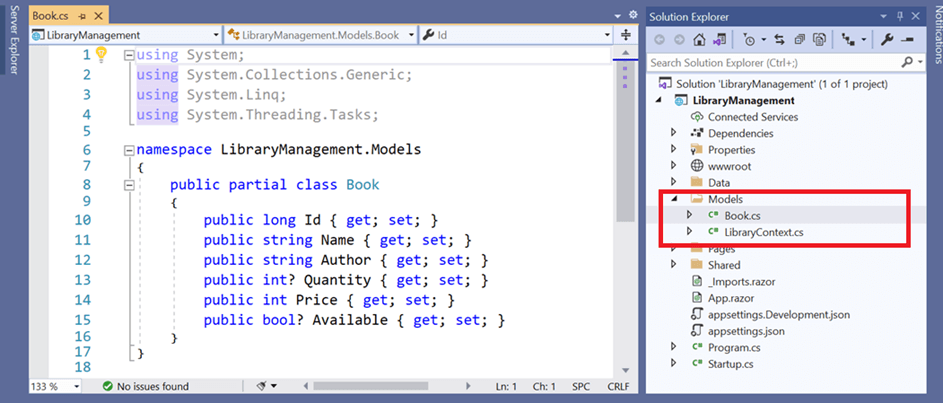 Server Explorer
Book.cs
LibraryManagement
LibraryManagement.Models.Book
Id
1 using System;
2 using System.Collections.Generic;
3 using System.Linq;
4 using System.Threading.Tasks;
5
6 namespace LibraryManagement.Models
7 {
8 public partial class Book
9 {
10 public long Id { get; set; }
11 public string Name { get; set; }
12 public string Author { get; set; }
13 public int? Quantity { get; set; }
14 public int Price { get; set; }
15 public bool? Available { get; set; }
16 }
17 }
18
133 %
No issues found
Ln: 1
Ch: 1
SPC
CRLF
Solution Explorer
Search Solution Explorer (Ctrl+;)
Solution 'LibraryManagement' (1 of 1 project)
LibraryManagement
Connected Services
Dependencies
Properties
wwwroot
Data
Models
C# Book.cs
C# LibraryContext.cs
Pages
Shared
_Imports.razor
App.razor
appsettings.Development.json
appsettings.json
C# Program.cs
C# Startup.cs
Notifications